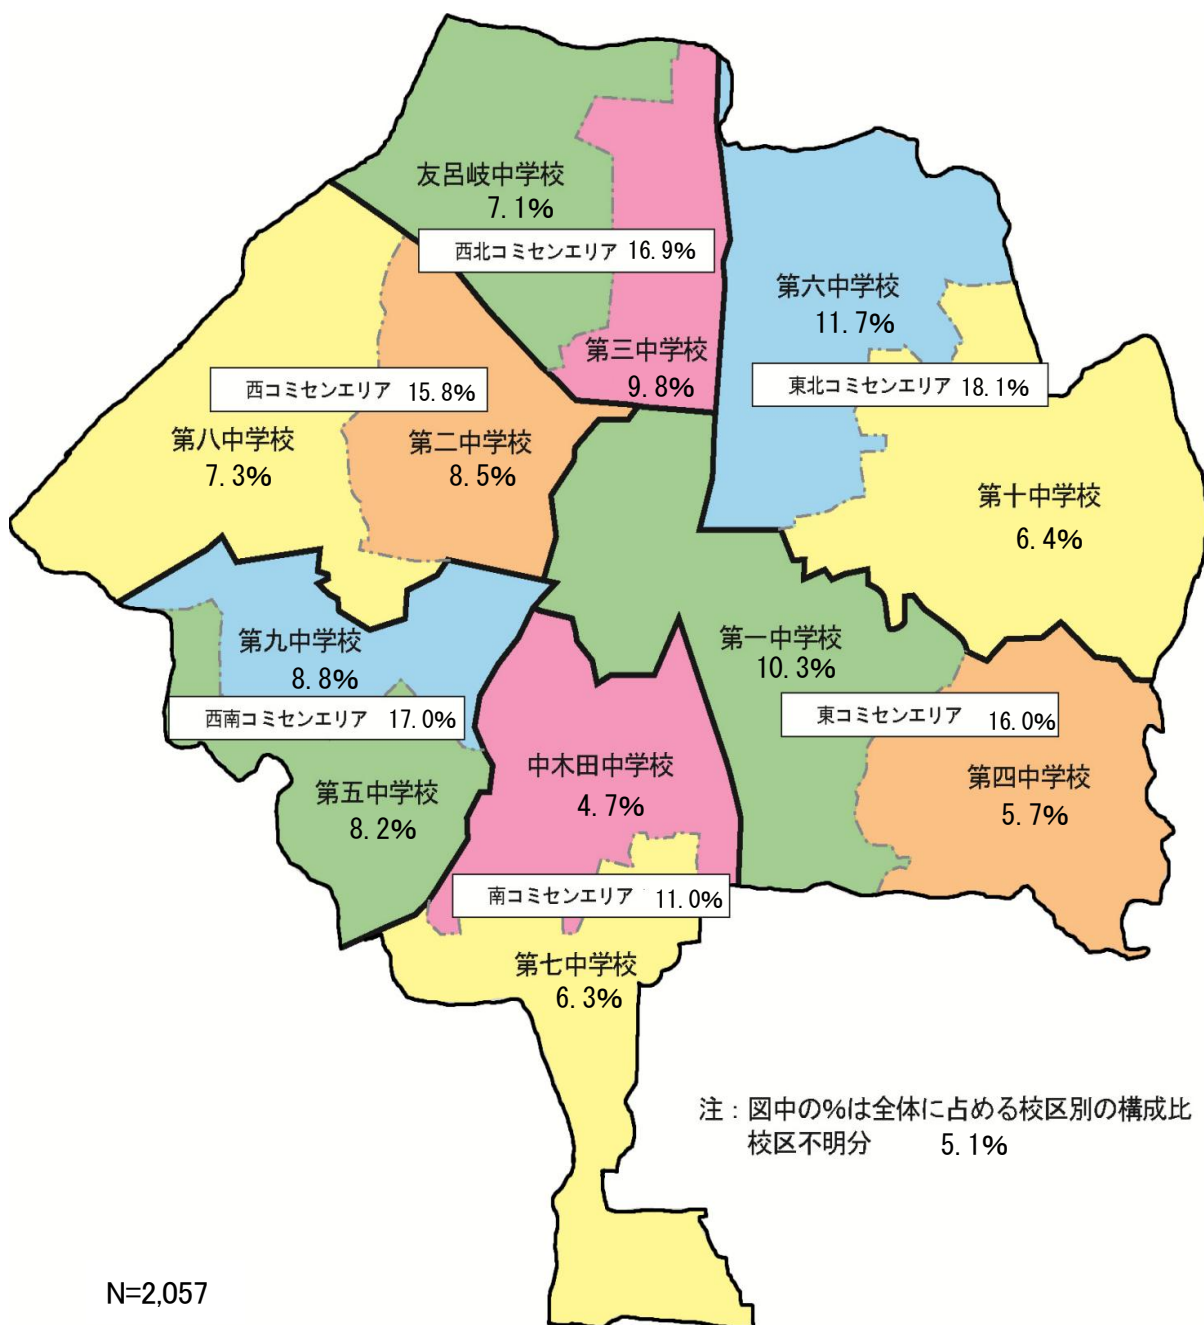 友呂岐中学校
7.1%
西北コミセンエリア 16.9%
第三中学校
9.8%
第六中学校
11.7%
東北コミセンエリア 18.1%
西コミセンエリア 15.8%
第八中学校
7.3%
第二中学校
8.5%
第十中学校
6.4%
第九中学校
8.8%
第一中学校
10.3%
西南コミセンエリア 17.0%
東コミセンエリア 16.0%
第五中学校
8.2%
中木田中学校
4.7%
第四中学校
5.7%
南コミセンエリア 11.0%
第七中学校
6.3%
注：図中の%は全体に占める校区別の構成比
校区不明分 5.1%
N=2,057